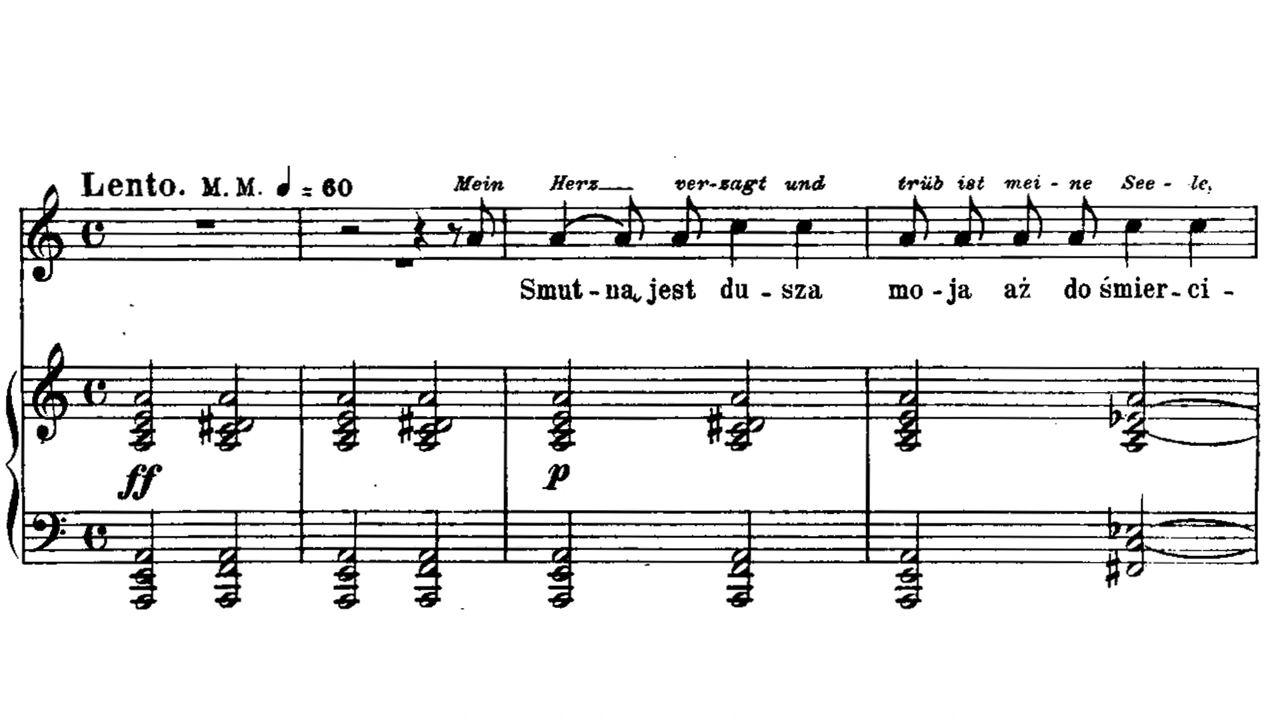 Lento. M. M. ♩ = 60
Mein Herz ver-zagt und trüb ist mei - ne See - le,
Smut - ną jest du - sza mo - ja aż do śmier - ci -
ff p